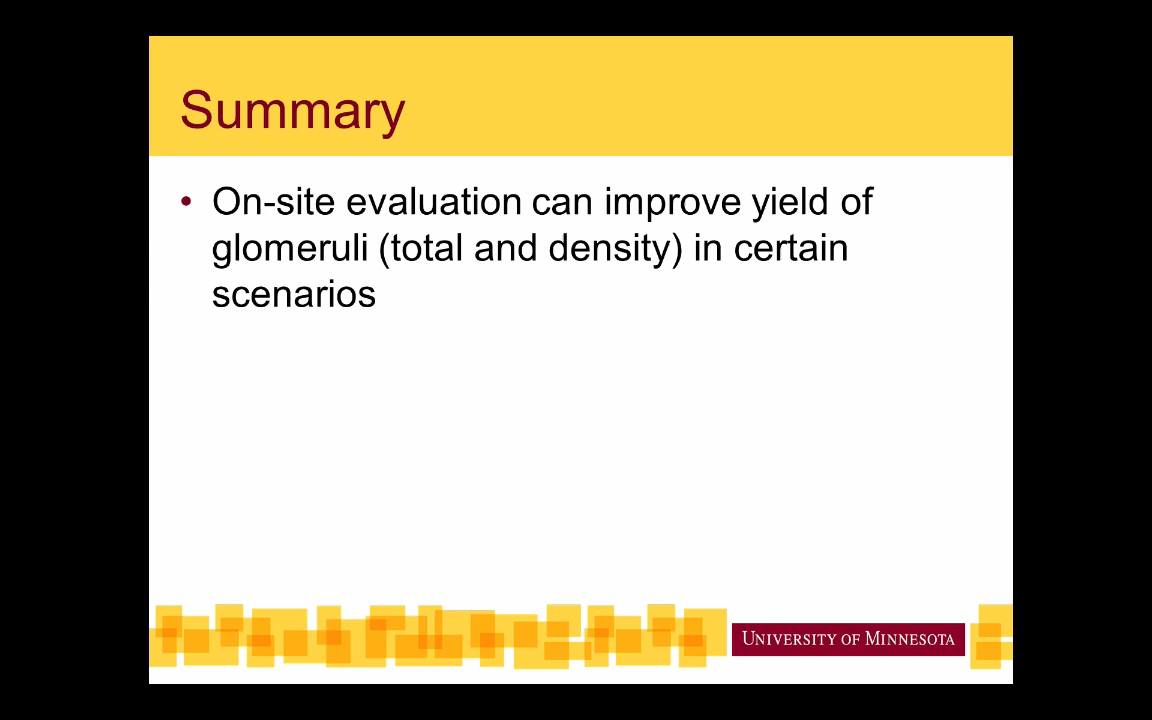 Summary
• On-site evaluation can improve yield of
glomeruli (total and density) in certain
scenarios
UNIVERSITY OF MINNESOTA